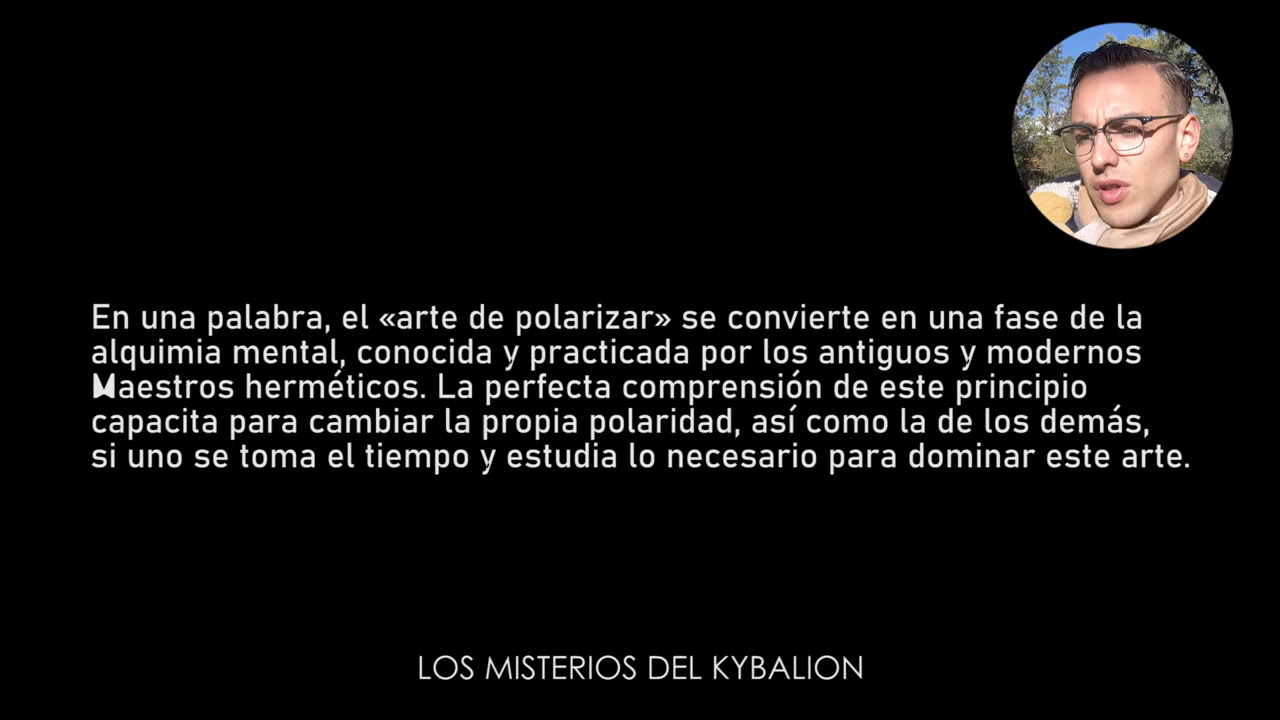 En una palabra, el «arte de polarizar» se convierte en una fase de la
alquimia mental, conocida y practicada por los antiguos y modernos
Maestros herméticos. La perfecta comprensión de este principio
capacita para cambiar la propia polaridad, así como la de los demás,
si uno se toma el tiempo y estudia lo necesario para dominar este arte.
LOS MISTERIOS DEL KYBALION